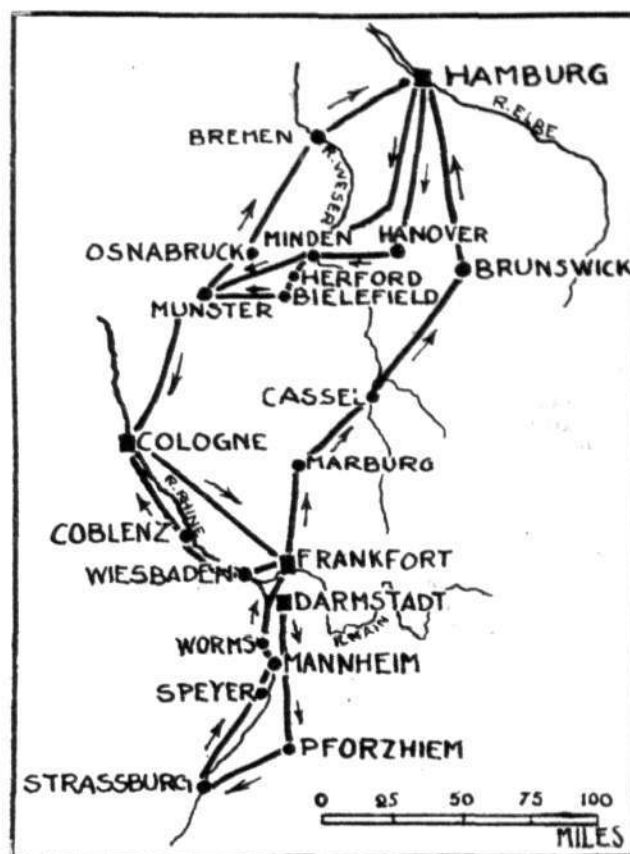 HAMBURG
R. ELBE
BREMEN
R. WESER
OSNABRUCK
MINDEN
HANOVER
HERFORD
BRUNSWICK
MUNSTER
BIELEFIELD
CASSEL
COLOGNE
MARBURG
R. RHINE
COBLENZ
FRANKFORT
WIESBADEN
DARMSTADT
R. MAIN
WORMS
MANNHEIM
SPEYER
PFORZHIEM
STRASSBURG
0 25 50 75 100
MILES